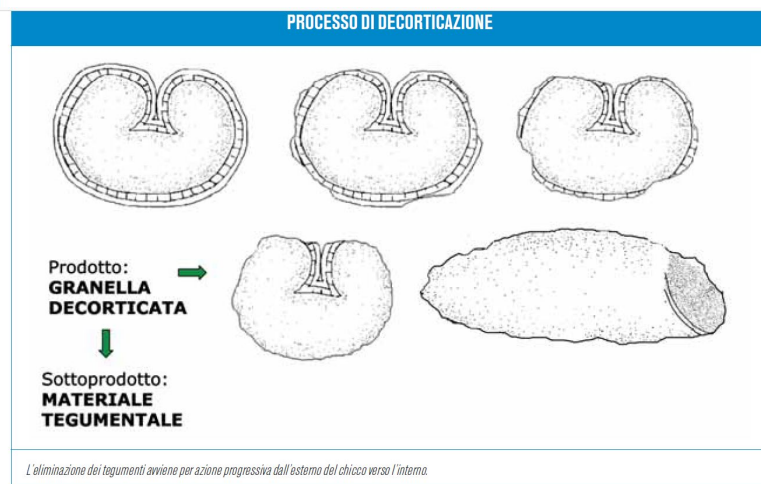 PROCESSO DI DECORTICAZIONE
Prodotto:
GRANELLA
DECORTICATA
Sottoprodotto:
MATERIALE
TEGUMENTALE
L'eliminazione dei tegumenti avviene per azione progressiva dall'esterno del chicco verso l'interno.